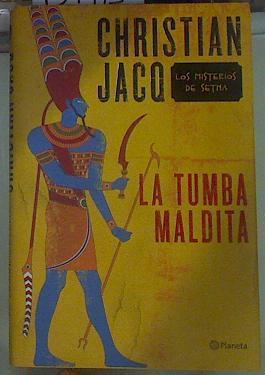 CHRISTIAN
JACQ
LOS MISTERIOS
DE SETNA
LA TUMBA
MALDITA
Planeta